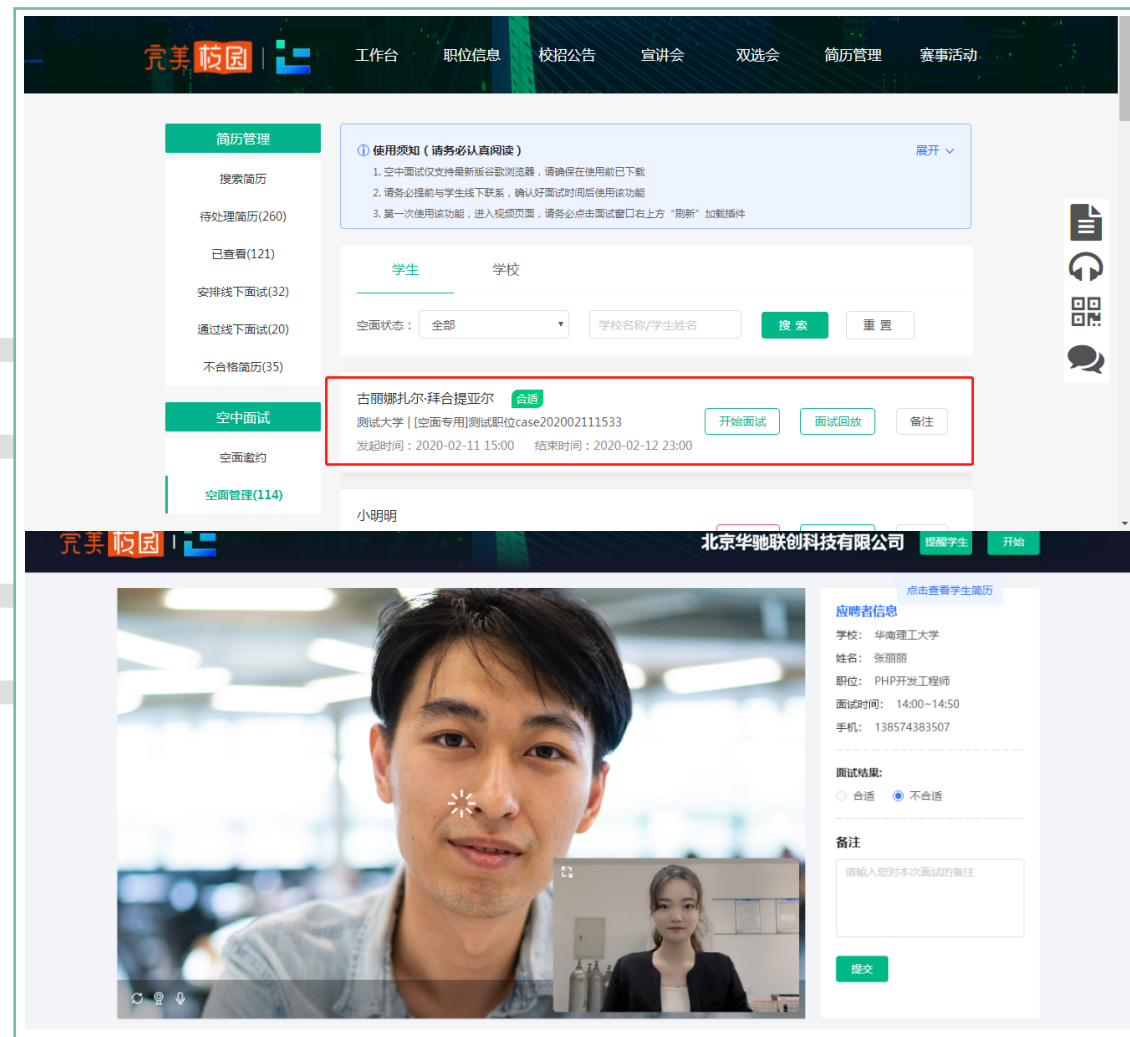 完美校园
工作台 职位信息 校招公告 宣讲会 双选会 简历管理 赛事活动
简历管理
搜索简历
待处理简历(260)
已查看(121)
安排线下面试(32)
通过线下面试(20)
不合格简历(35)
空中面试
空面邀约
空面管理(114)
使用须知（请务必认真阅读） 展开
1. 空中面试仅支持最新版谷歌浏览器，请确保在使用前已下载
2. 请务必提前与学生线下联系，确认好面试时间后使用该功能
3. 第一次使用该功能，进入视频页面，请务必点击面试窗口右上方“刷新”加载插件
学生 学校
空面状态： 全部 学校名称/学生姓名 搜 索 重 置
古丽娜扎尔·拜合提亚尔 合适
测试大学 | [空面专用]测试职位case202002111533 开始面试 面试回放 备注
发起时间：2020-02-11 15:00 结束时间：2020-02-12 23:00
小明明
完美校园 北京华驰联创科技有限公司 提醒学生 开始
点击查看学生简历
应聘者信息
学校： 华南理工大学
姓名： 张丽丽
职位： PHP开发工程师
面试时间： 14:00~14:50
手机： 138574383507
面试结果:
合适 不合适
备注
请输入您对本次面试的备注
提交